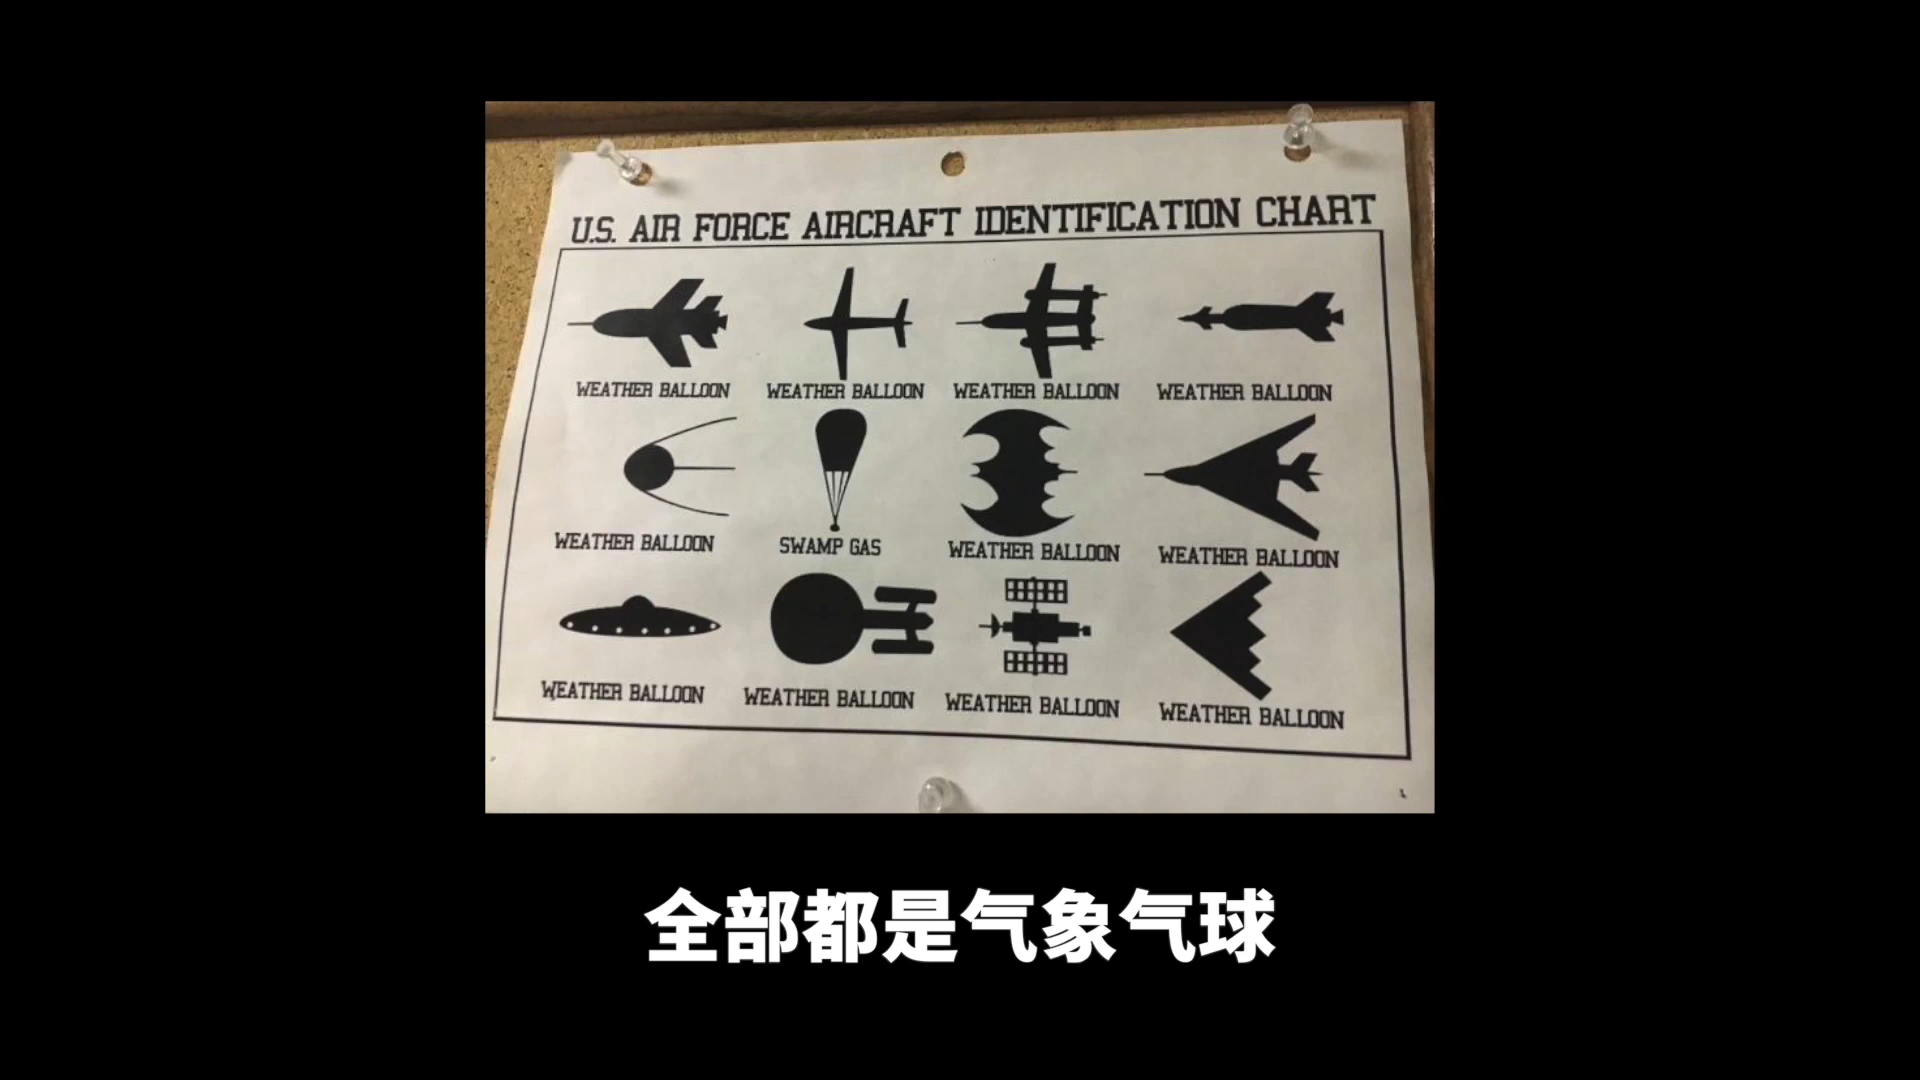 U.S. AIR FORCE AIRCRAFT IDENTIFICATION CHART
WEATHER BALLOON WEATHER BALLOON WEATHER BALLOON WEATHER BALLOON
WEATHER BALLOON SWAMP GAS WEATHER BALLOON WEATHER BALLOON
WEATHER BALLOON WEATHER BALLOON WEATHER BALLOON WEATHER BALLOON
全部都是气象气球